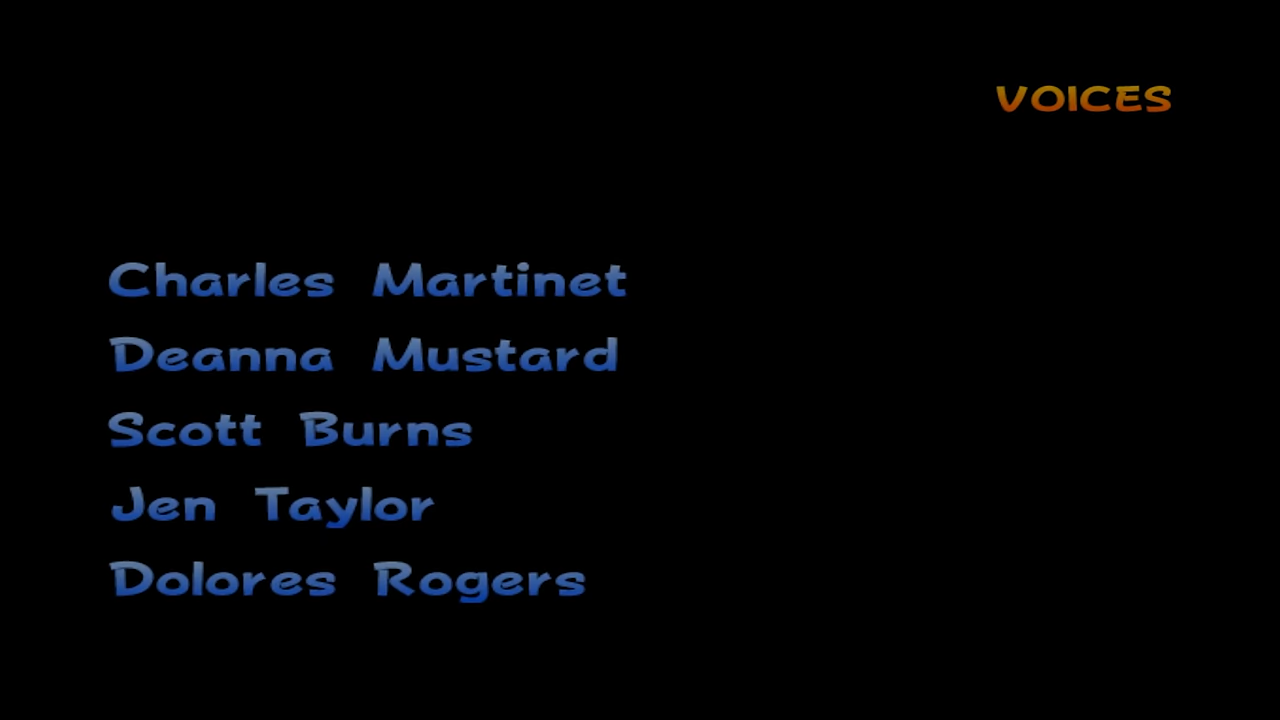 VOICES
Charles Martinet
Deanna Mustard
Scott Burns
Jen Taylor
Dolores Rogers